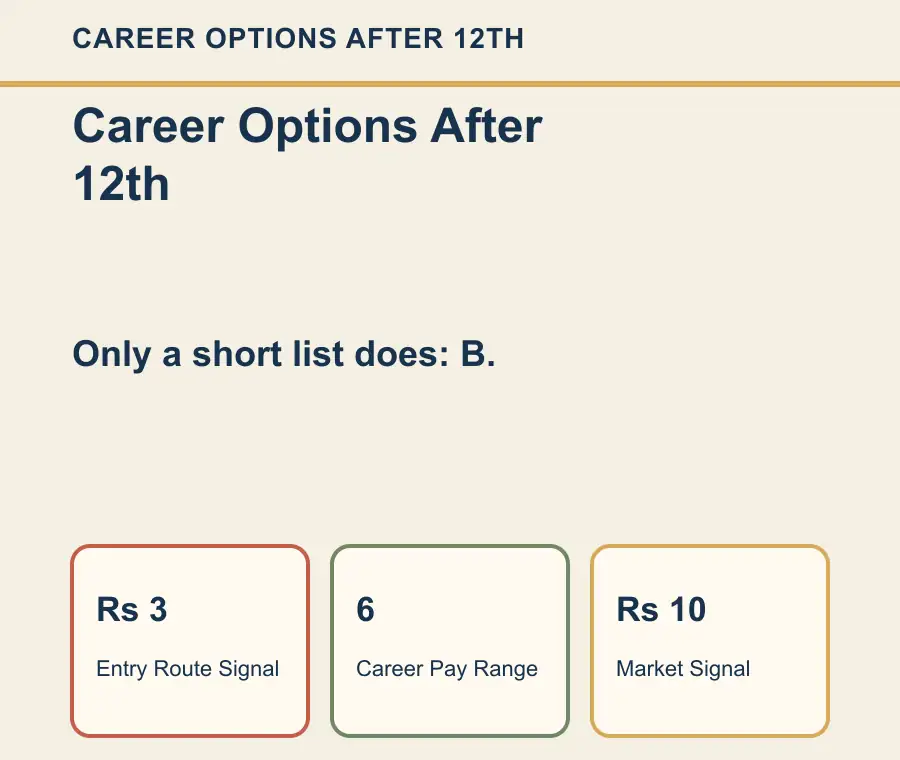 CAREER OPTIONS AFTER 12TH
Career Options After
12th
Only a short list does: B.
Rs 3
Entry Route Signal
6
Career Pay Range
Rs 10
Market Signal